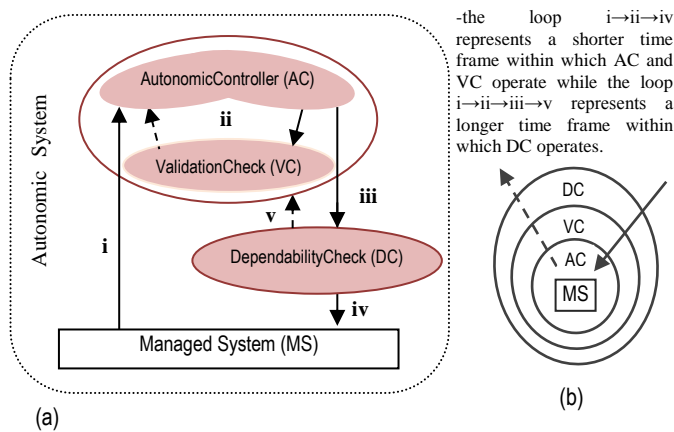 Autonomic System
AutonomicController (AC)
ii
ValidationCheck (VC)
iii
v
i
DependabilityCheck (DC)
iv
Managed System (MS)
(a)
-the loop i→ii→iv
represents a shorter time
frame within which AC and
VC operate while the loop
i→ii→iii→v represents a
longer time frame within
which DC operates.
DC
VC
AC
MS
(b)